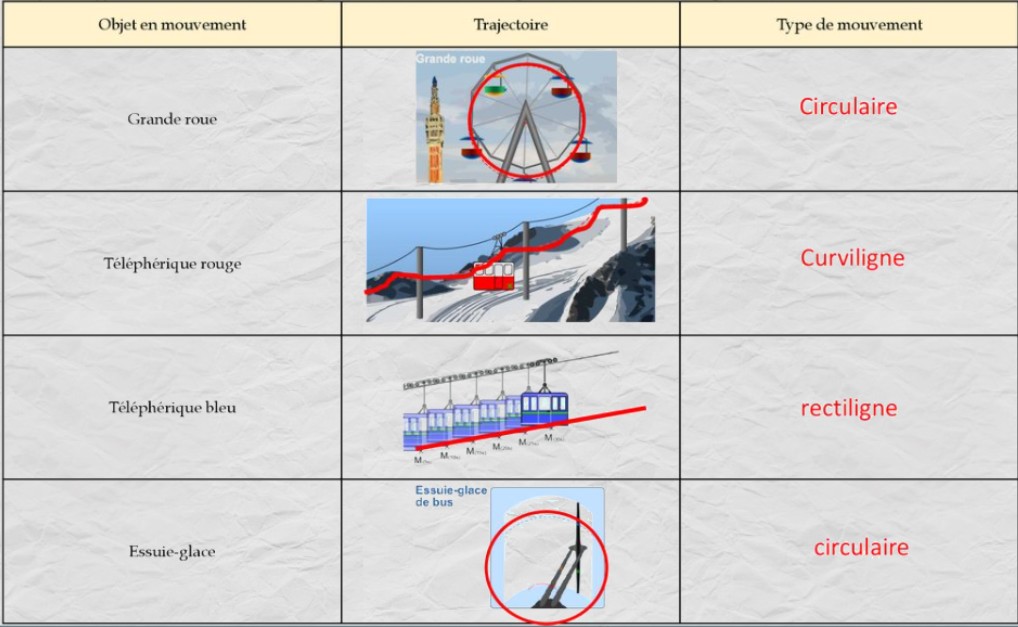 Objet en mouvement
Trajectoire
Type de mouvement
Grande roue
Grande roue
Circulaire
Téléphérique rouge
Curviligne
Téléphérique bleu
rectiligne
Essuie-glace
Essuie-glace
de bus
circulaire